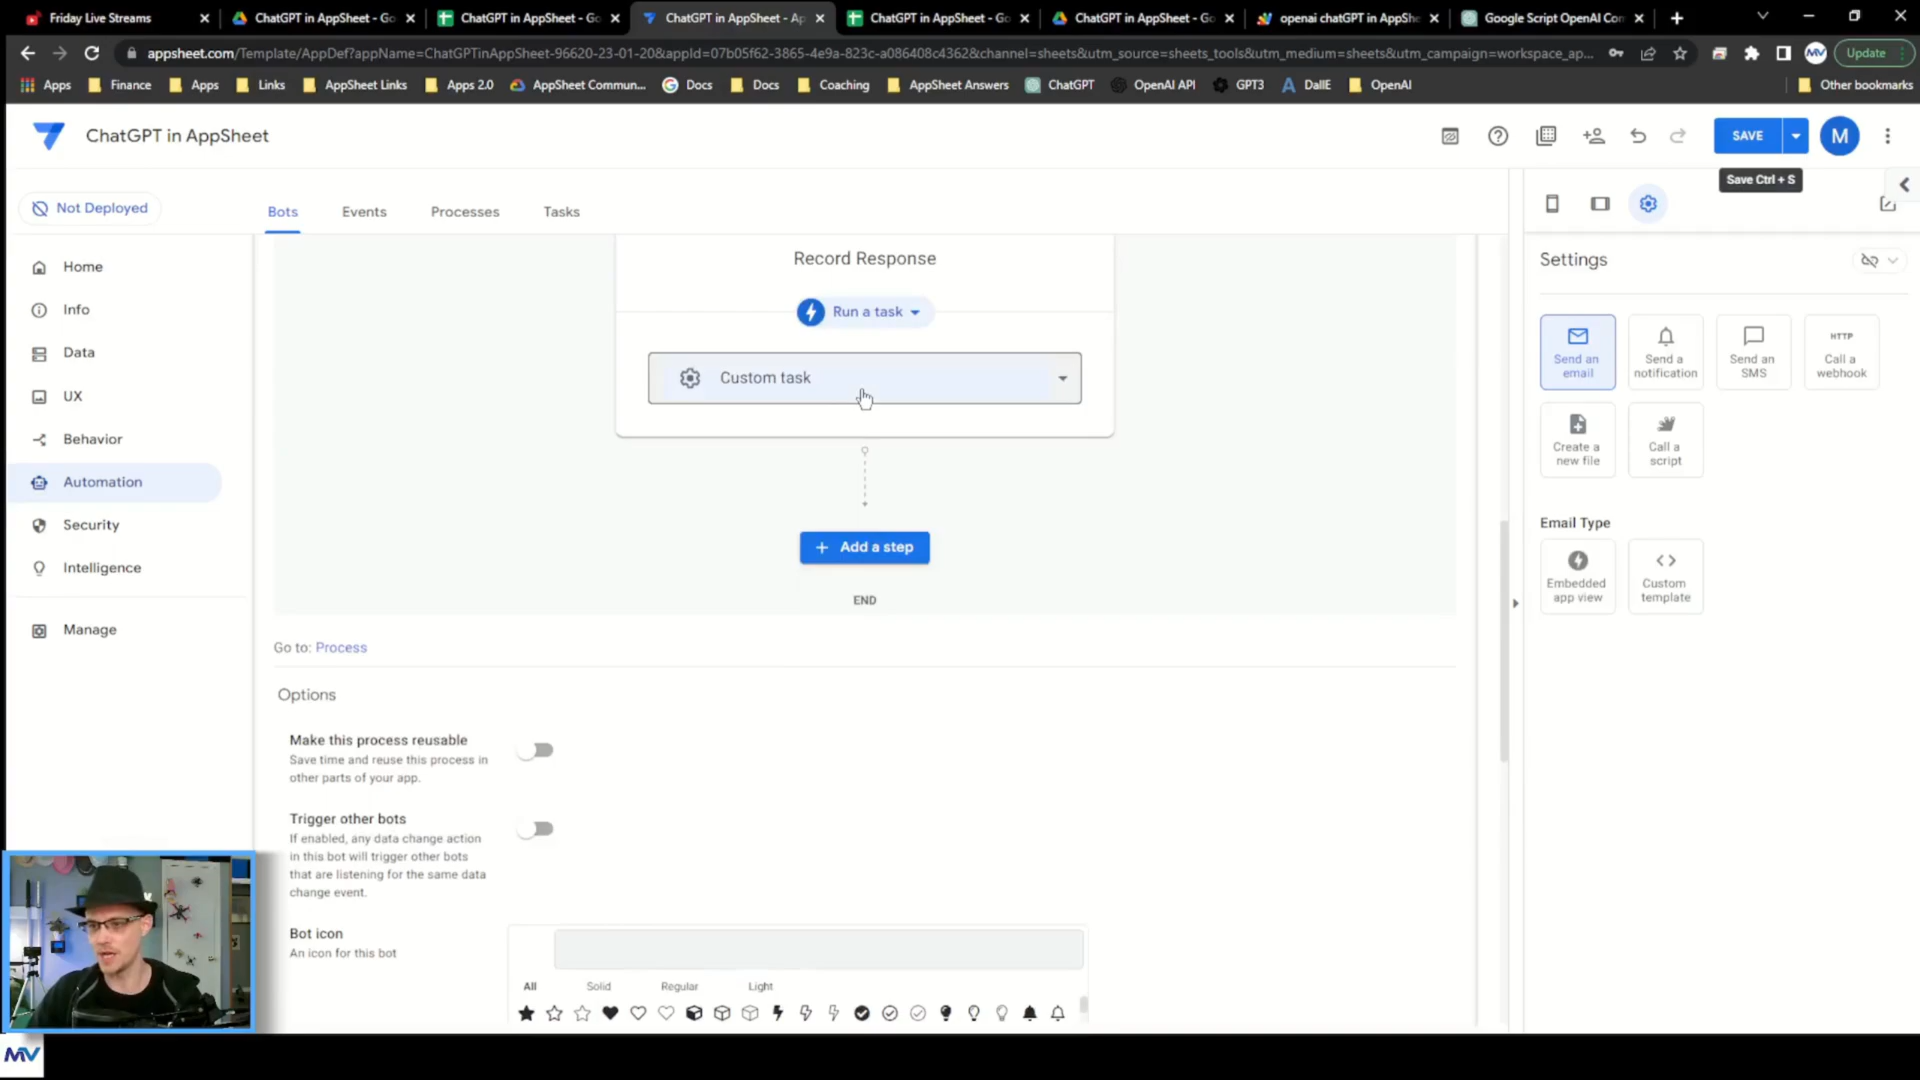 Friday Live Streams
ChatGPT in AppSheet - Go
ChatGPT in AppSheet - Go
ChatGPT in AppSheet - Ap
ChatGPT in AppSheet - Go
ChatGPT in AppSheet - Go
openai chatGPT in AppShe
Google Script OpenAI Con
appsheet.com/Template/AppDef?appName=ChatGPTinAppSheet-96620-23-01-20&appId=07b05f62-3865-4e9a-823c-a086408c4362&channel=sheets&utm_source=sheets_tools&utm_medium=sheets&utm_campaign=workspace_ap...
MV
Update
Apps
Finance
Apps
Links
AppSheet Links
Apps 2.0
AppSheet Commun...
Docs
Docs
Coaching
AppSheet Answers
ChatGPT
OpenAI API
GPT3
DallE
OpenAI
Other bookmarks
ChatGPT in AppSheet
SAVE
M
Save Ctrl + S
Not Deployed
Bots
Events
Processes
Tasks
Home
Info
Data
UX
Behavior
Automation
Security
Intelligence
Manage
Record Response
Run a task
Custom task
Add a step
END
Go to: Process
Options
Make this process reusable
Save time and reuse this process in
other parts of your app.
Trigger other bots
If enabled, any data change action
in this bot will trigger other bots
that are listening for the same data
change event.
Bot icon
An icon for this bot
All
Solid
Regular
Light
Settings
Send an
email
Send a
notification
Send an
SMS
HTTP
Call a
webhook
Create a
new file
Call a
script
Email Type
Embedded
app view
Custom
template
MV